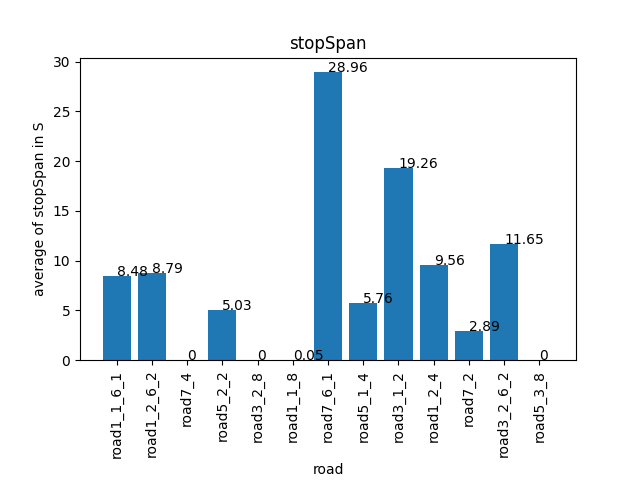 stopSpan
average of stopSpan in S
30
25
20
15
10
5
0
8.48
8.79
0
5.03
0
0.05
28.96
5.76
19.26
9.56
2.89
11.65
0
road1_1_6_1
road1_2_6_2
road7_4
road5_2_2
road3_2_8
road1_1_8
road7_6_1
road5_1_4
road3_1_2
road1_2_4
road7_2
road3_2_6_2
road5_3_8
road